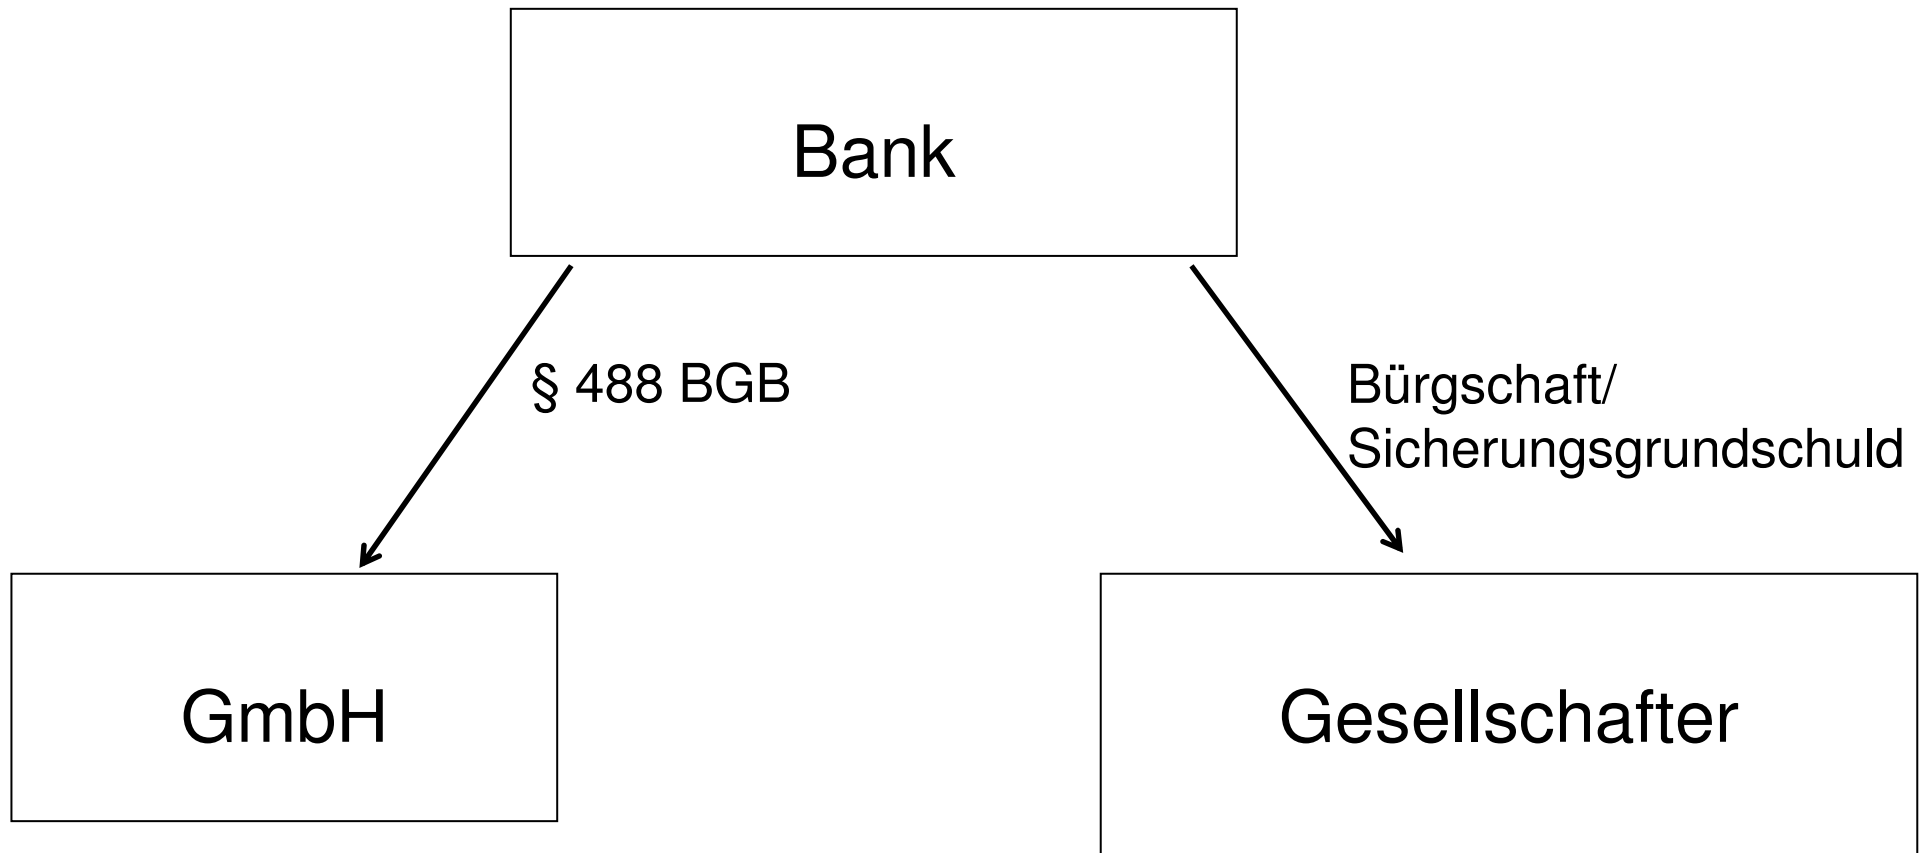 Bank
§ 488 BGB
Bürgschaft/
Sicherungsgrundschuld
GmbH
Gesellschafter